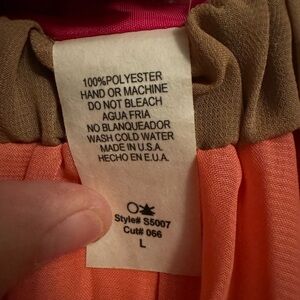 100%POLYESTER
HAND OR MACHINE
DO NOT BLEACH
AGUA FRIA
NO BLANQUEADOR
WASH COLD WATER
MADE IN U.S.A.
HECHO EN E.U.A.
Style# S5007
Cut# 066
L